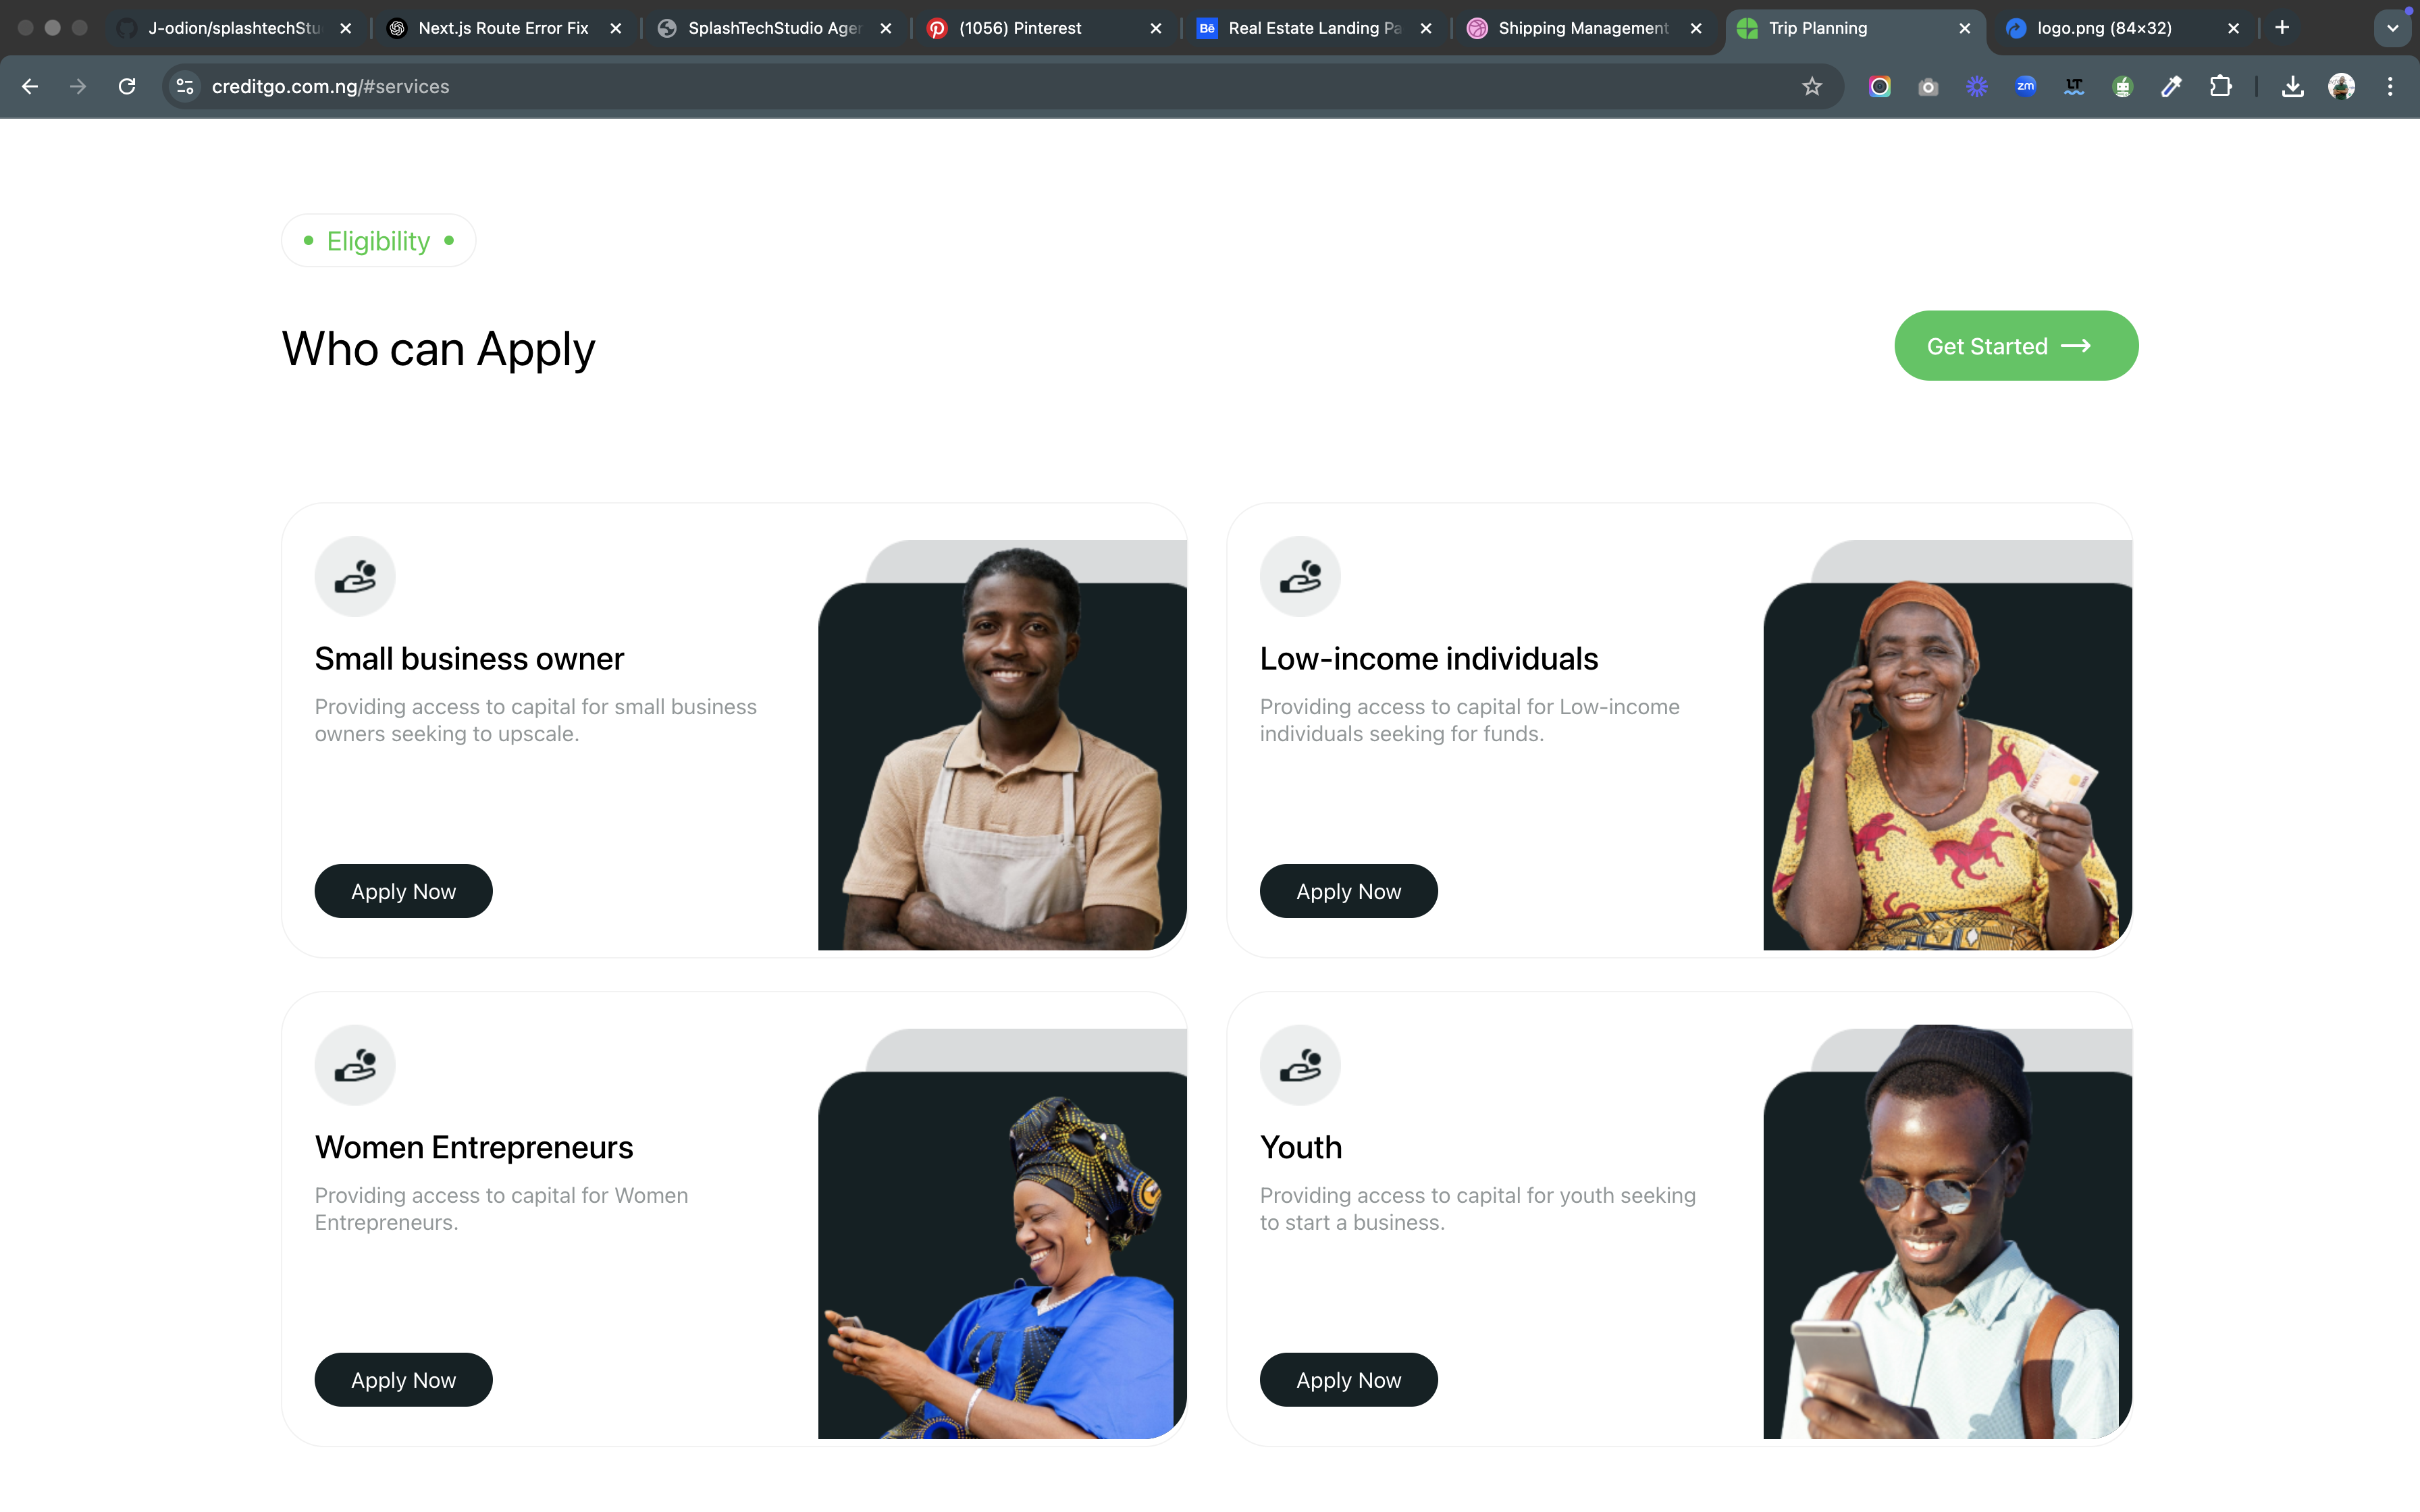 J-odion/splashtechStu
Next.js Route Error Fix
SplashTechStudio Agen
(1056) Pinterest
Bē
Real Estate Landing Pa
Shipping Management
Trip Planning
logo.png (84×32)
creditgo.com.ng/#services
zm
LT
Eligibility
Who can Apply
Get Started
Small business owner
Providing access to capital for small business
owners seeking to upscale.
Apply Now
Low-income individuals
Providing access to capital for Low-income
individuals seeking for funds.
Apply Now
Women Entrepreneurs
Providing access to capital for Women
Entrepreneurs.
Apply Now
Youth
Providing access to capital for youth seeking
to start a business.
Apply Now